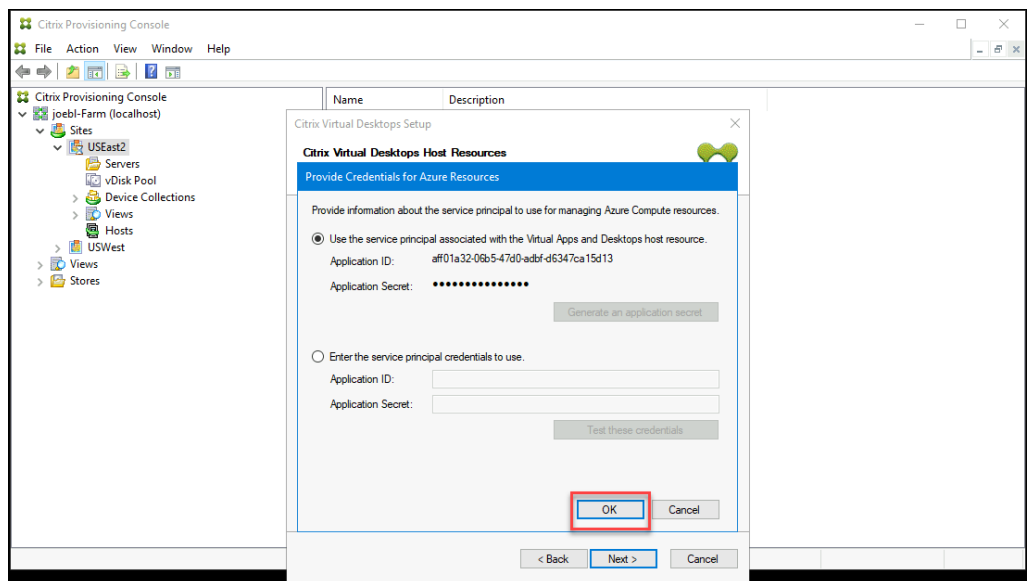 Citrix Provisioning Console
File Action View Window Help
Citrix Provisioning Console
joebl-Farm (localhost)
Sites
USEast2
Servers
vDisk Pool
Device Collections
Views
Hosts
USWest
Views
Stores
Name Description
Citrix Virtual Desktops Setup
Citrix Virtual Desktops Host Resources
Provide Credentials for Azure Resources
Provide information about the service principal to use for managing Azure Compute resources.
Use the service principal associated with the Virtual Apps and Desktops host resource.
Application ID: aff01a32-06b5-47d0-adbf-d6347ca15d13
Application Secret: •••••••••••••••
Generate an application secret
Enter the service principal credentials to use.
Application ID:
Application Secret:
Test these credentials
OK Cancel
< Back Next > Cancel